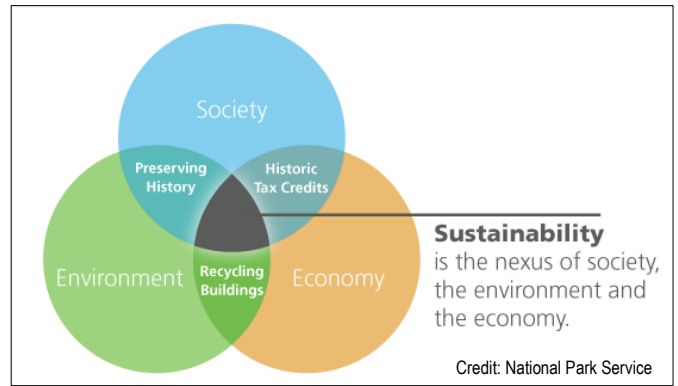 Society
Preserving
History
Historic
Tax Credits
Environment
Recycling
Buildings
Economy
Sustainability
is the nexus of society,
the environment and
the economy.
Credit: National Park Service